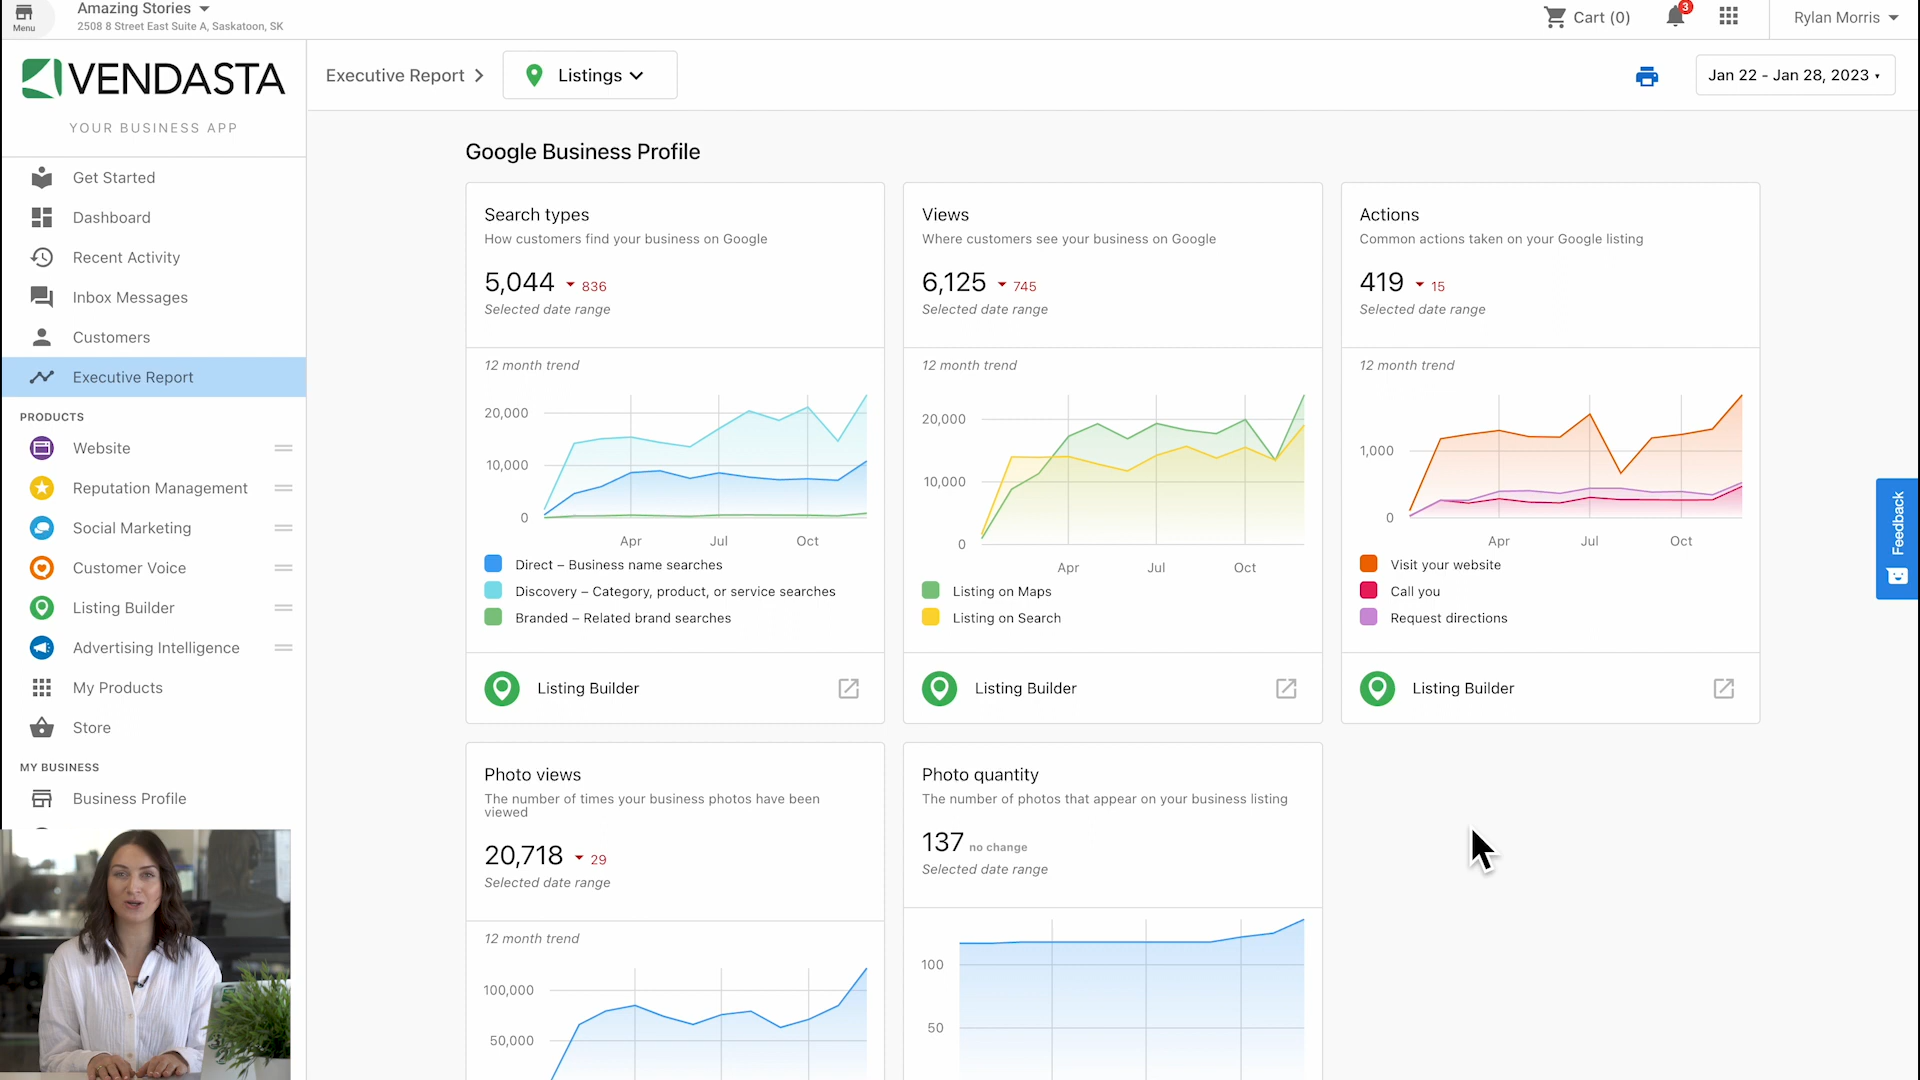 Menu
Amazing Stories
2508 8 Street East Suite A, Saskatoon, SK
Cart (0)
3
Rylan Morris
VENDASTA
YOUR BUSINESS APP
Executive Report
Listings
Jan 22 - Jan 28, 2023
Get Started
Dashboard
Recent Activity
Inbox Messages
Customers
Executive Report
PRODUCTS
Website
Reputation Management
Social Marketing
Customer Voice
Listing Builder
Advertising Intelligence
My Products
Store
MY BUSINESS
Business Profile
Google Business Profile
Search types
How customers find your business on Google
5,044 836
Selected date range
12 month trend
20,000
10,000
0
Apr Jul Oct
Direct – Business name searches
Discovery – Category, product, or service searches
Branded – Related brand searches
Listing Builder
Views
Where customers see your business on Google
6,125 745
Selected date range
12 month trend
20,000
10,000
0
Apr Jul Oct
Listing on Maps
Listing on Search
Listing Builder
Actions
Common actions taken on your Google listing
419 15
Selected date range
12 month trend
1,000
0
Apr Jul Oct
Visit your website
Call you
Request directions
Listing Builder
Photo views
The number of times your business photos have been
viewed
20,718 29
Selected date range
12 month trend
100,000
50,000
Photo quantity
The number of photos that appear on your business listing
137 no change
Selected date range
100
50
Feedback